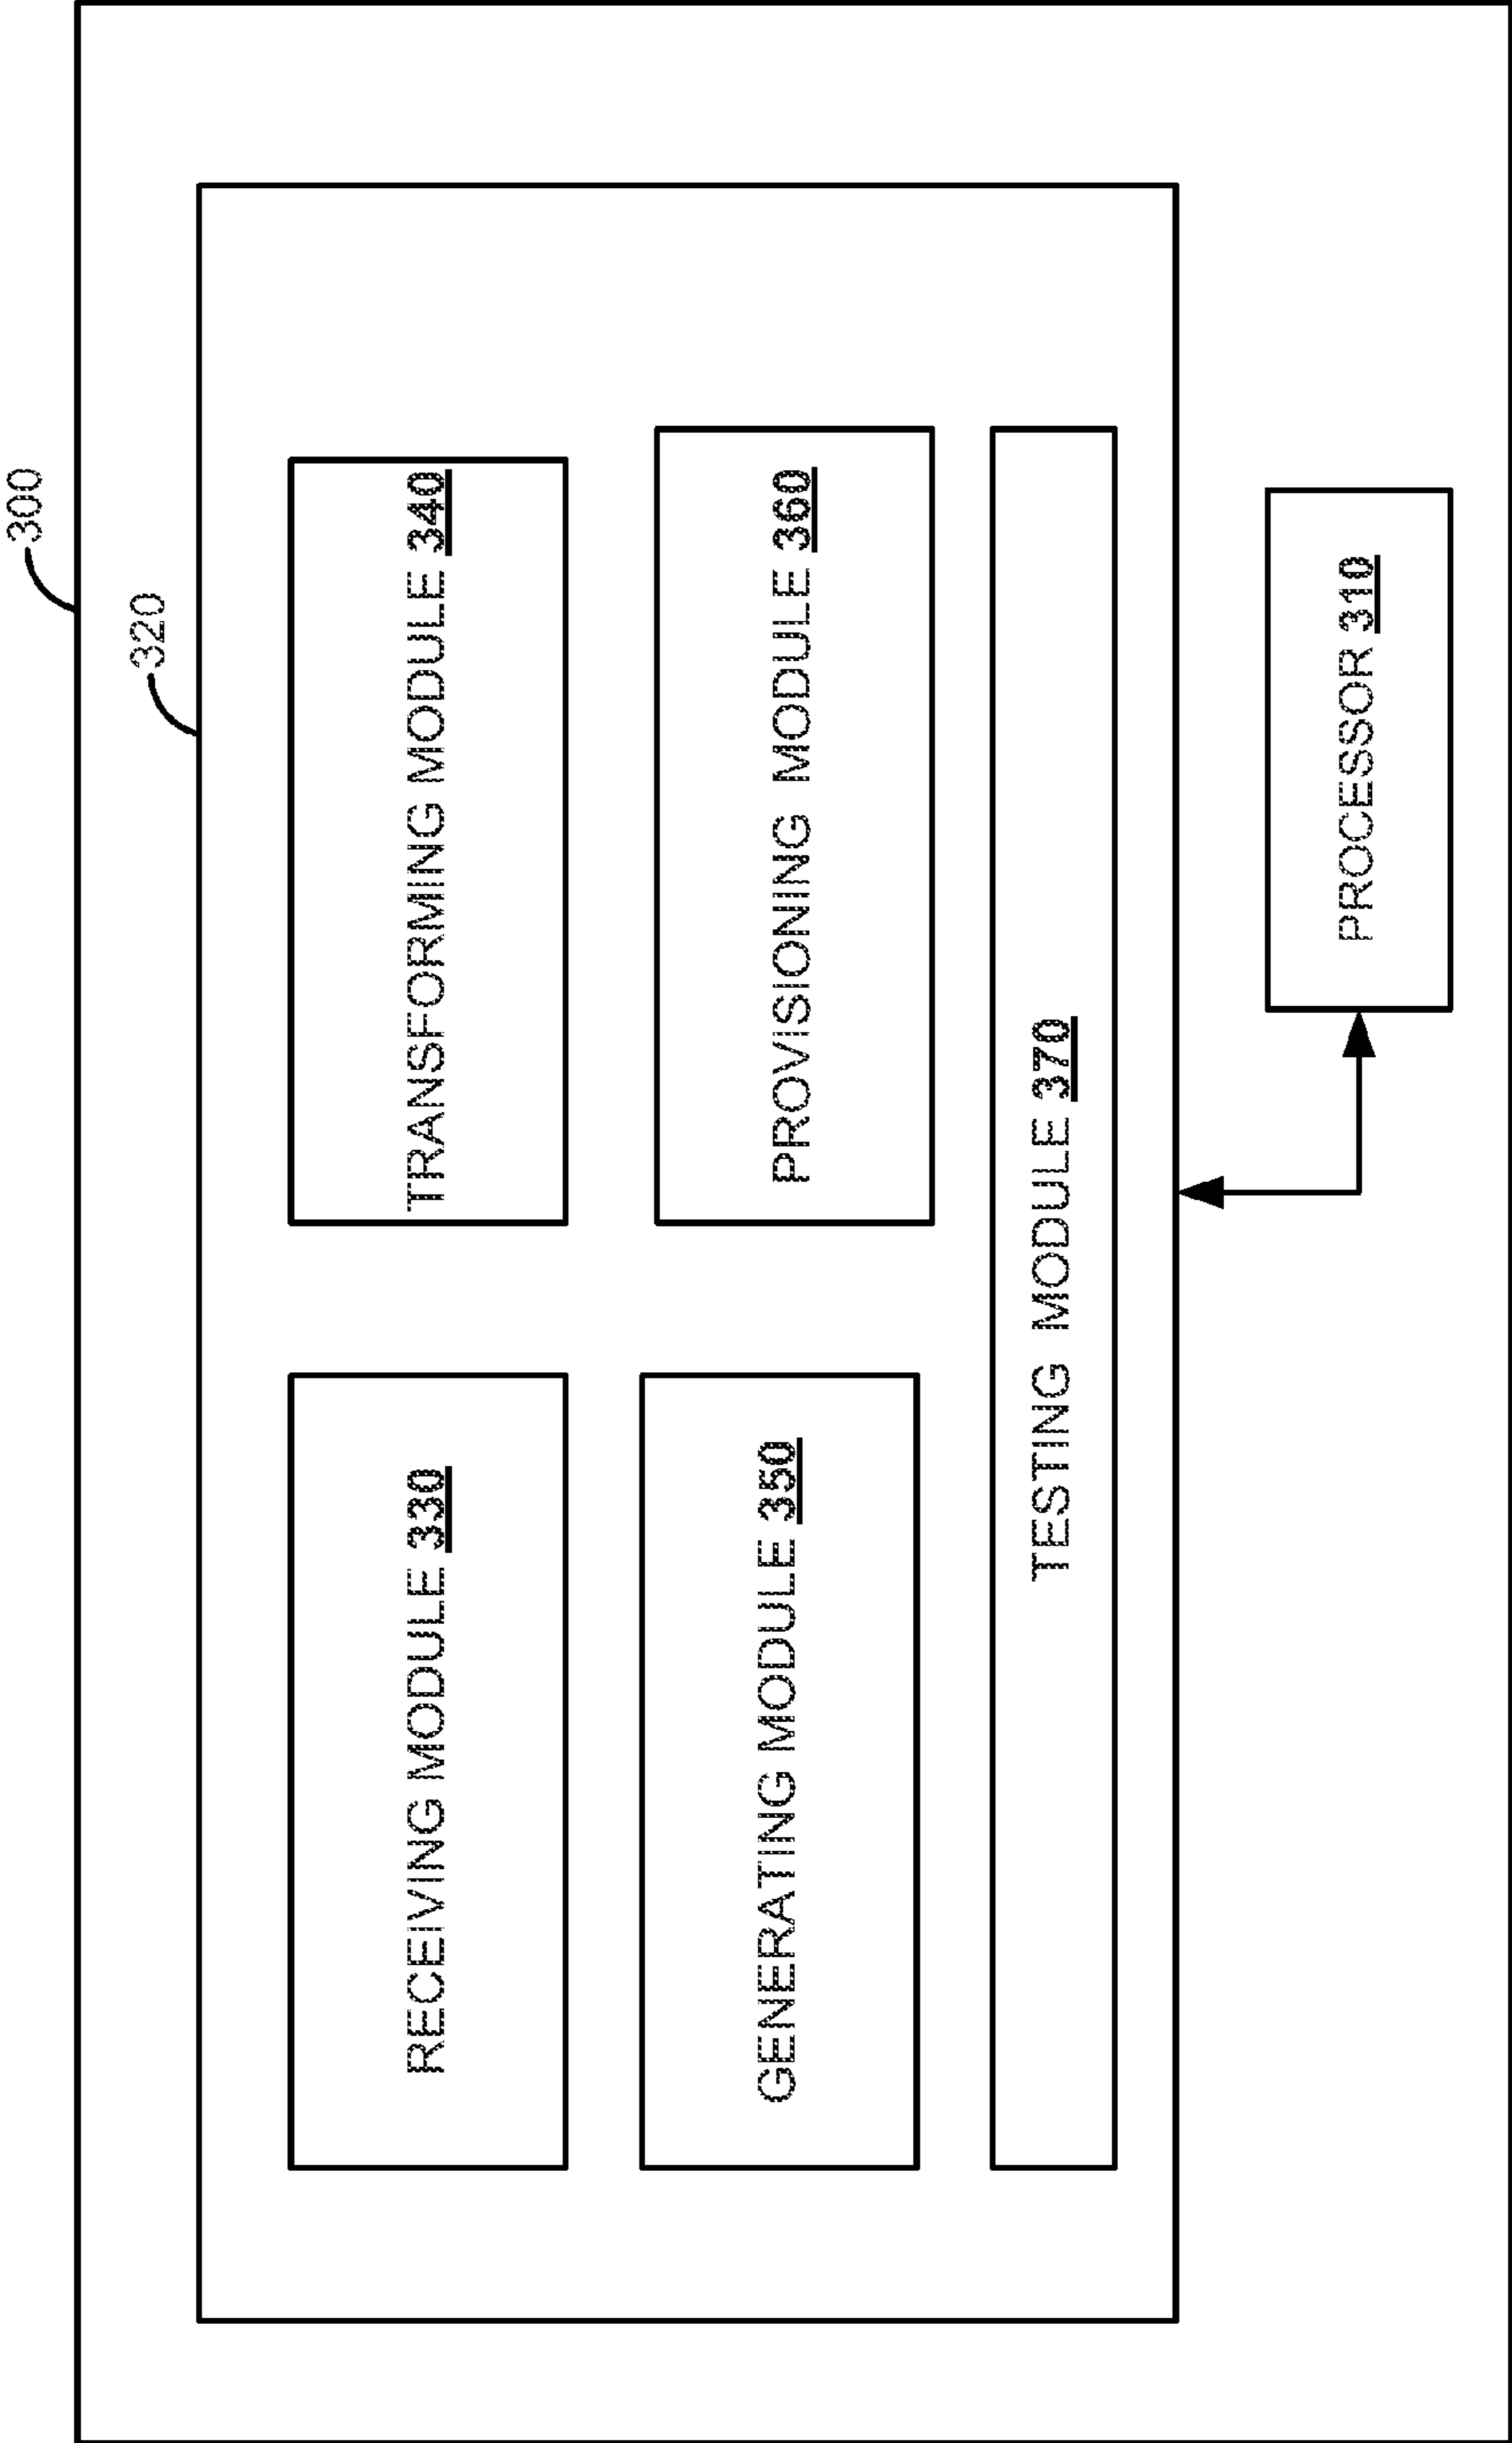 300
320
RECEIVING MODULE 330
TRANSFORMING MODULE 340
GENERATING MODULE 350
PROVISIONING MODULE 360
TESTING MODULE 370
PROCESSOR 310